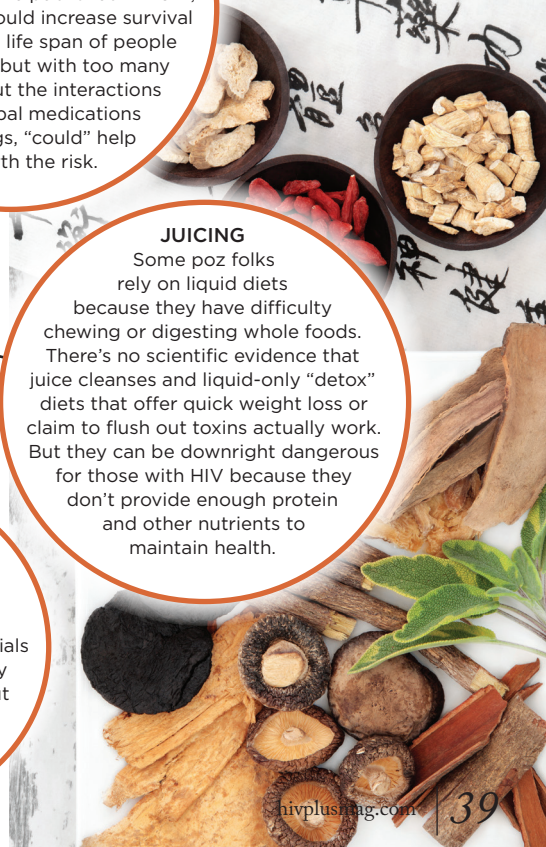 ould increase survival
life span of people
but with too many
ut the interactions
bal medications
gs, “could” help
th the risk.
JUICING
Some poz folks
rely on liquid diets
because they have difficulty
chewing or digesting whole foods.
There’s no scientific evidence that
juice cleanses and liquid-only “detox”
diets that offer quick weight loss or
claim to flush out toxins actually work.
But they can be downright dangerous
for those with HIV because they
don’t provide enough protein
and other nutrients to
maintain health.
ials
y
t
神
健
hivplusmag.com
39